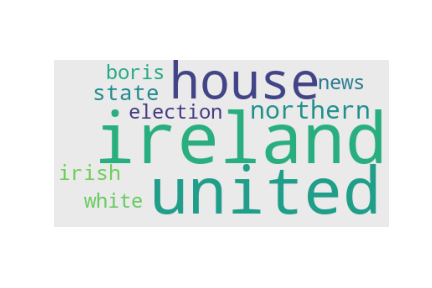 boris
house
news
state
election
northern
ireland
irish
united
white